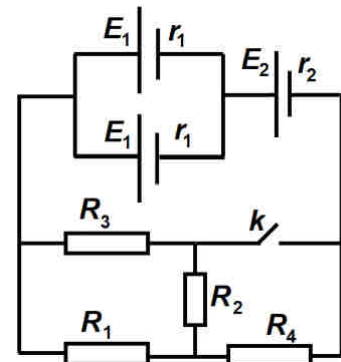 E₁ r₁
E₂ r₂
E₁ r₁
R₃ k
R₂
R₁ R₄